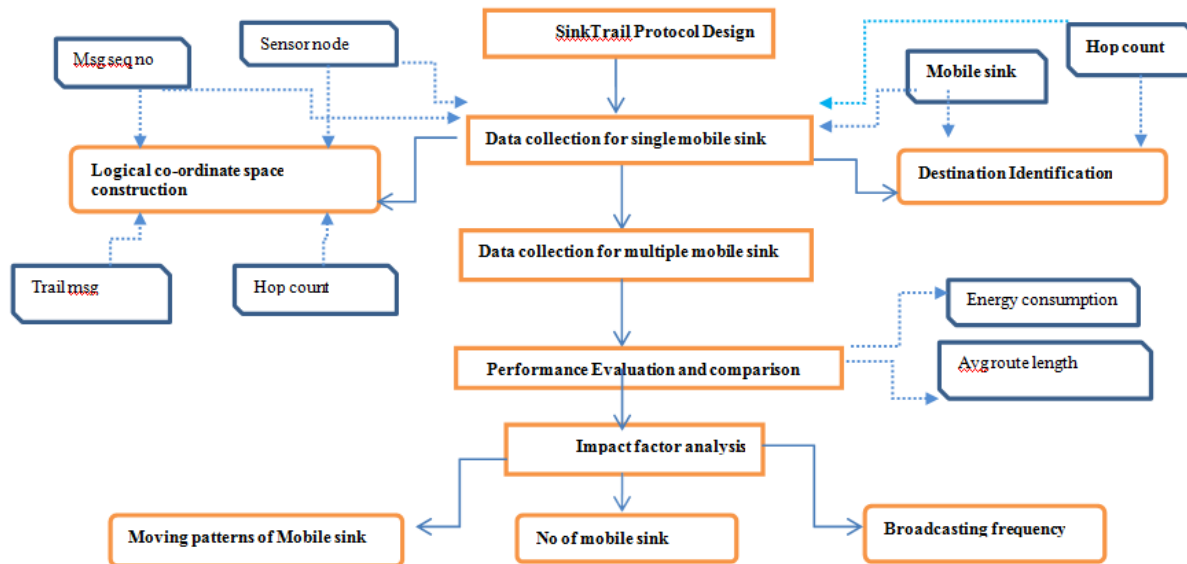 SinkTrail Protocol Design
Hop count
Msg seq no
Sensor node
Mobile sink
Data collection for single mobile sink
Logical co-ordinate space
construction
Destination Identification
Data collection for multiple mobile sink
Trail msg
Hop count
Energy consumption
Avg route length
Performance Evaluation and comparison
Impact factor analysis
Moving patterns of Mobile sink
No of mobile sink
Broadcasting frequency